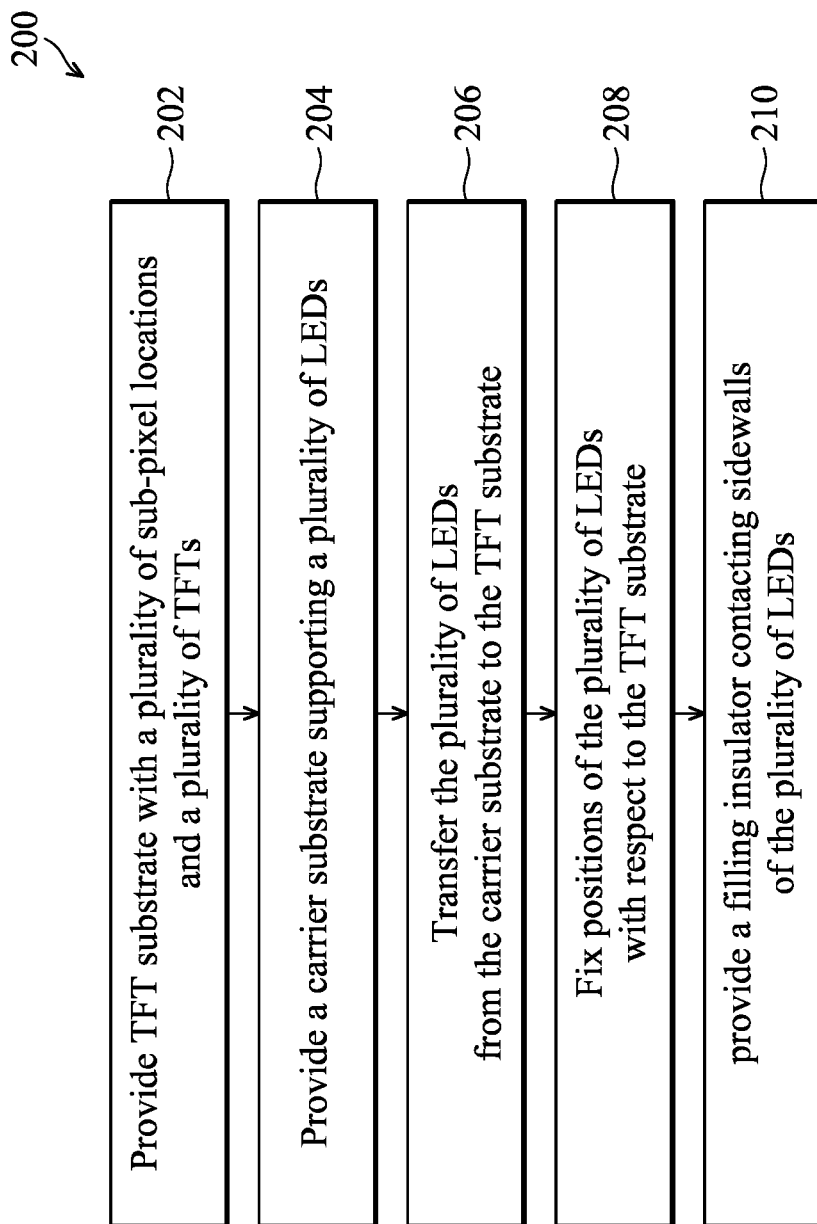 200
Provide TFT substrate with a plurality of sub-pixel locations
and a plurality of TFTs
202
Provide a carrier substrate supporting a plurality of LEDs
204
Transfer the plurality of LEDs
from the carrier substrate to the TFT substrate
206
Fix positions of the plurality of LEDs
with respect to the TFT substrate
208
provide a filling insulator contacting sidewalls
of the plurality of LEDs
210